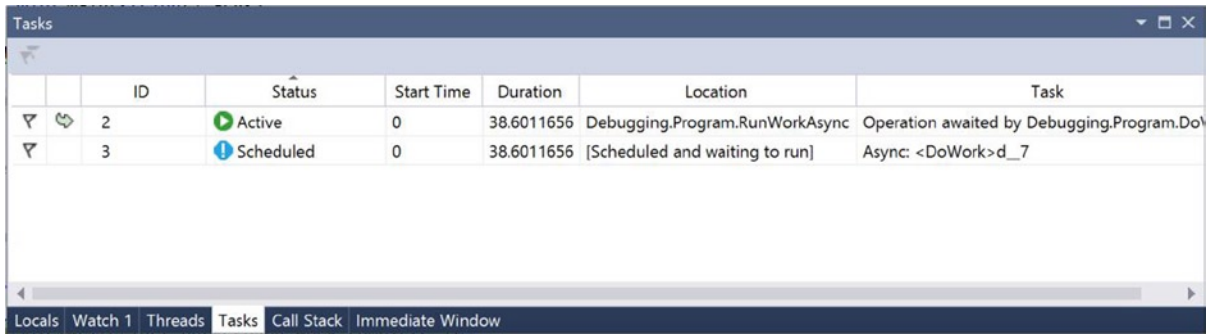 Tasks
ID Status Start Time Duration Location Task
2 Active 0 38.6011656 Debugging.Program.RunWorkAsync Operation awaited by Debugging.Program.DoW
3 Scheduled 0 38.6011656 [Scheduled and waiting to run] Async: <DoWork>d__7
Locals Watch 1 Threads Tasks Call Stack Immediate Window